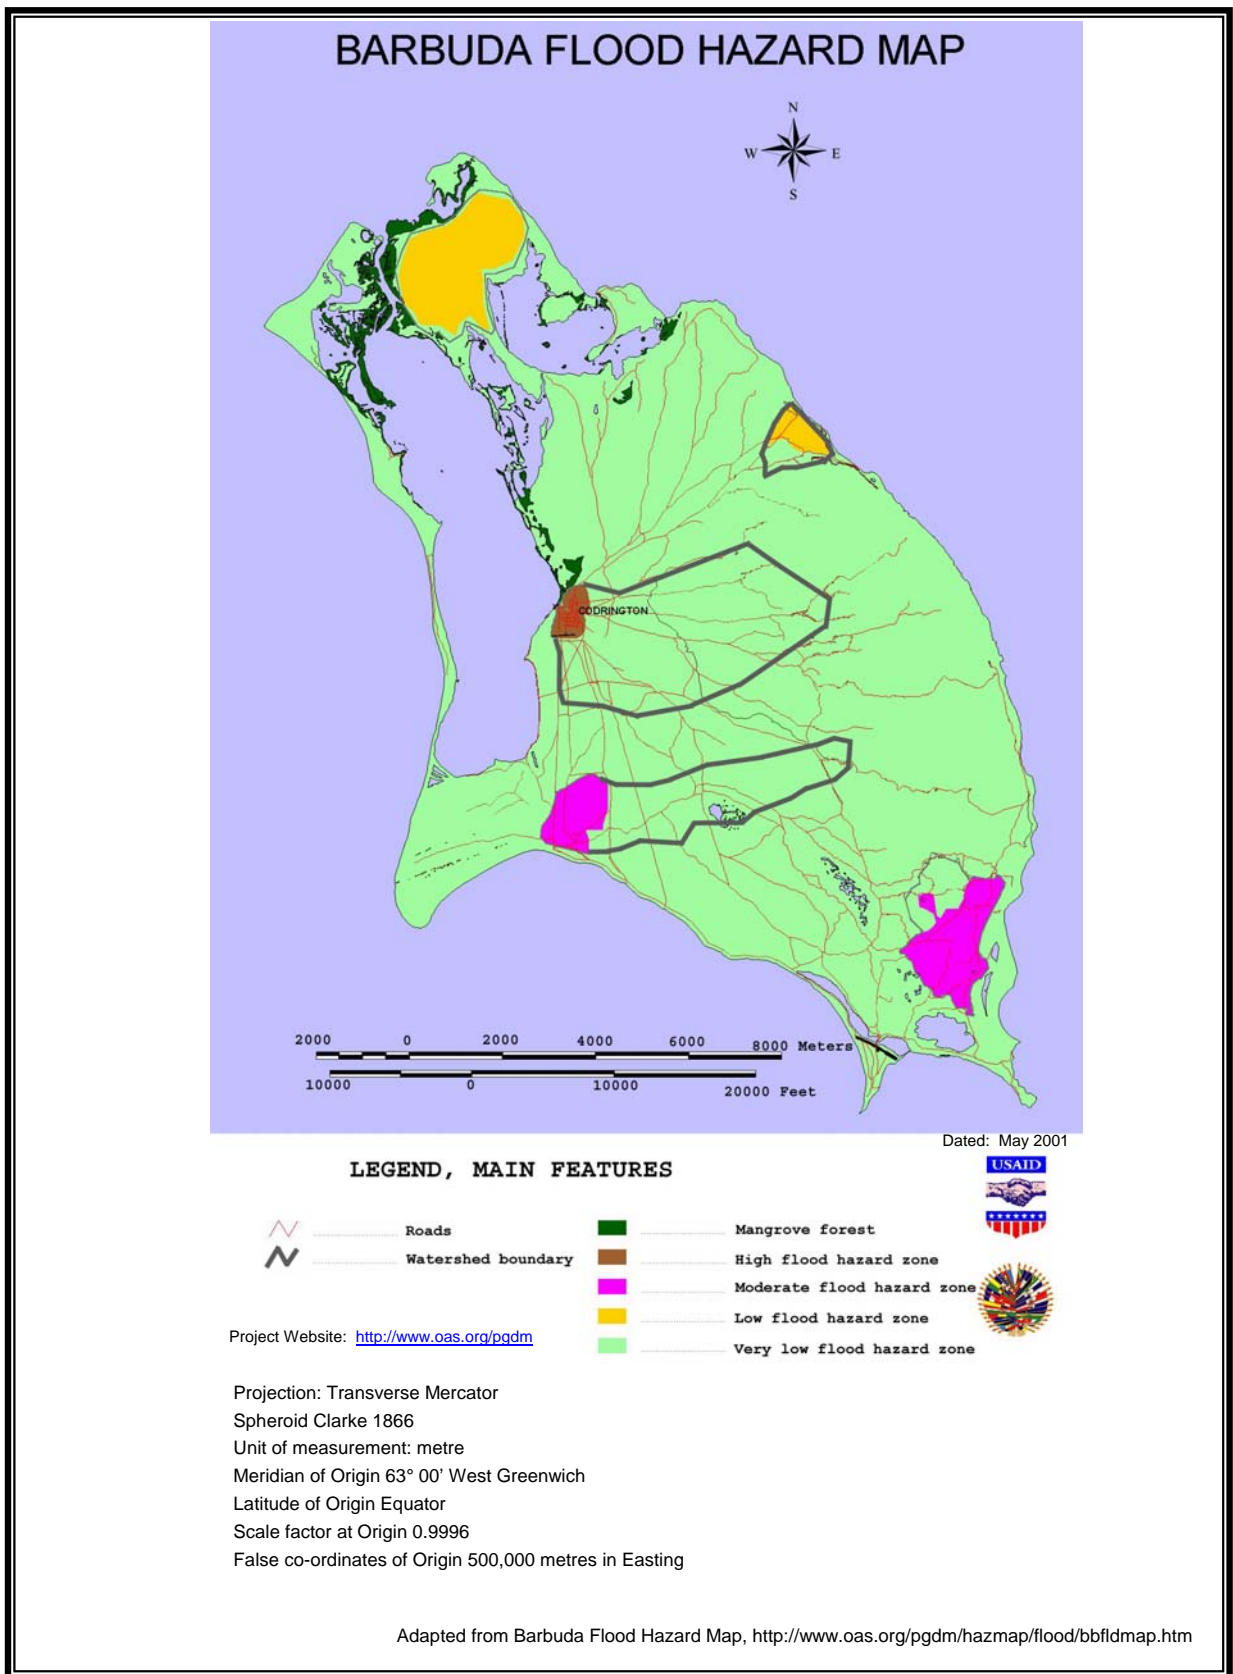 BARBUDA FLOOD HAZARD MAP
N
W E
S
CODRINGTON
2000 0 2000 4000 6000 8000 Meters
10000 0 10000 20000 Feet
Dated: May 2001
LEGEND, MAIN FEATURES
USAID
Roads
Mangrove forest
Watershed boundary
High flood hazard zone
Moderate flood hazard zone
Low flood hazard zone
Project Website: http://www.oas.org/pgdm
Very low flood hazard zone
Projection: Transverse Mercator
Spheroid Clarke 1866
Unit of measurement: metre
Meridian of Origin 63° 00’ West Greenwich
Latitude of Origin Equator
Scale factor at Origin 0.9996
False co-ordinates of Origin 500,000 metres in Easting
Adapted from Barbuda Flood Hazard Map, http://www.oas.org/pgdm/hazmap/flood/bbfldmap.htm